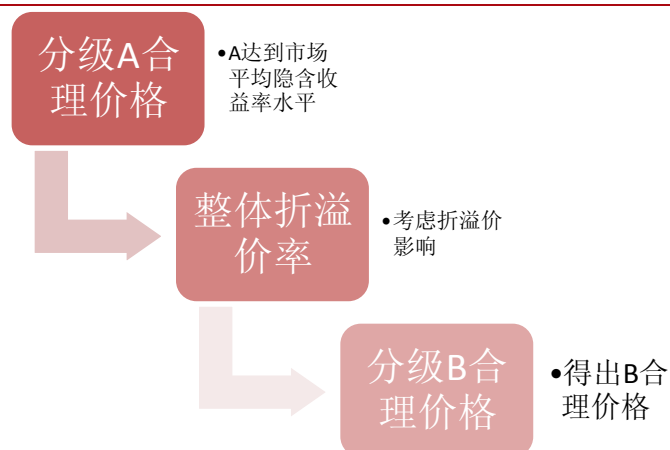 分级A合
理价格
•A达到市场
平均隐含收
益率水平
整体折溢
价率
•考虑折溢价
影响
分级B合
理价格
•得出B合
理价格